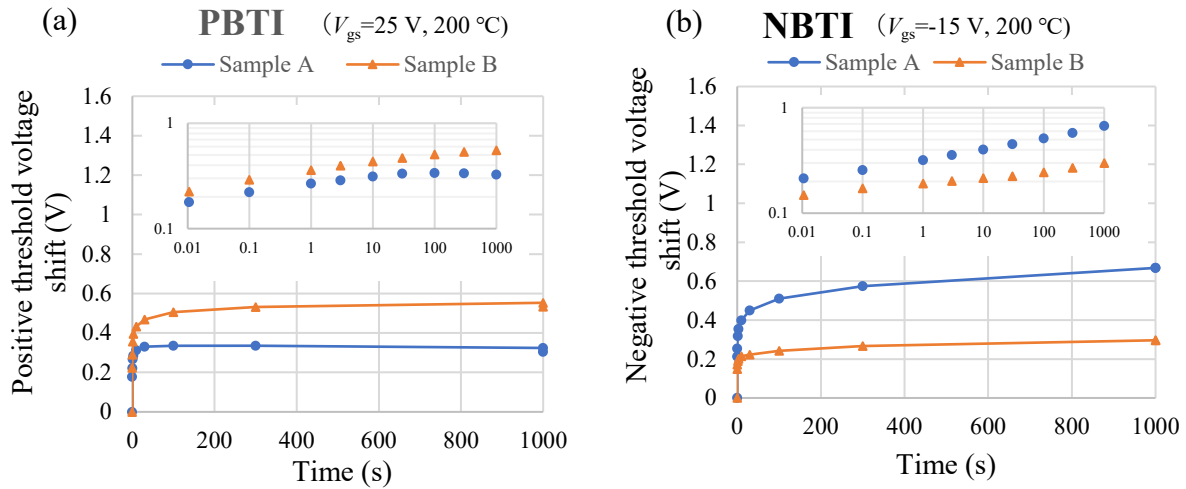 (a) PBTI (Vgs=25 V, 200 ℃)
Sample A Sample B
Positive threshold voltage
shift (V)
1.6
1.4
1.2
1
0.8
0.6
0.4
0.2
0
1
0.1
0.01 0.1 1 10 100 1000
0 200 400 600 800 1000
Time (s)
(b) NBTI (Vgs=-15 V, 200 ℃)
Sample A Sample B
Negative threshold voltage
shift (V)
1.6
1.4
1.2
1
0.8
0.6
0.4
0.2
0
1
0.1
0.01 0.1 1 10 100 1000
0 200 400 600 800 1000
Time (s)